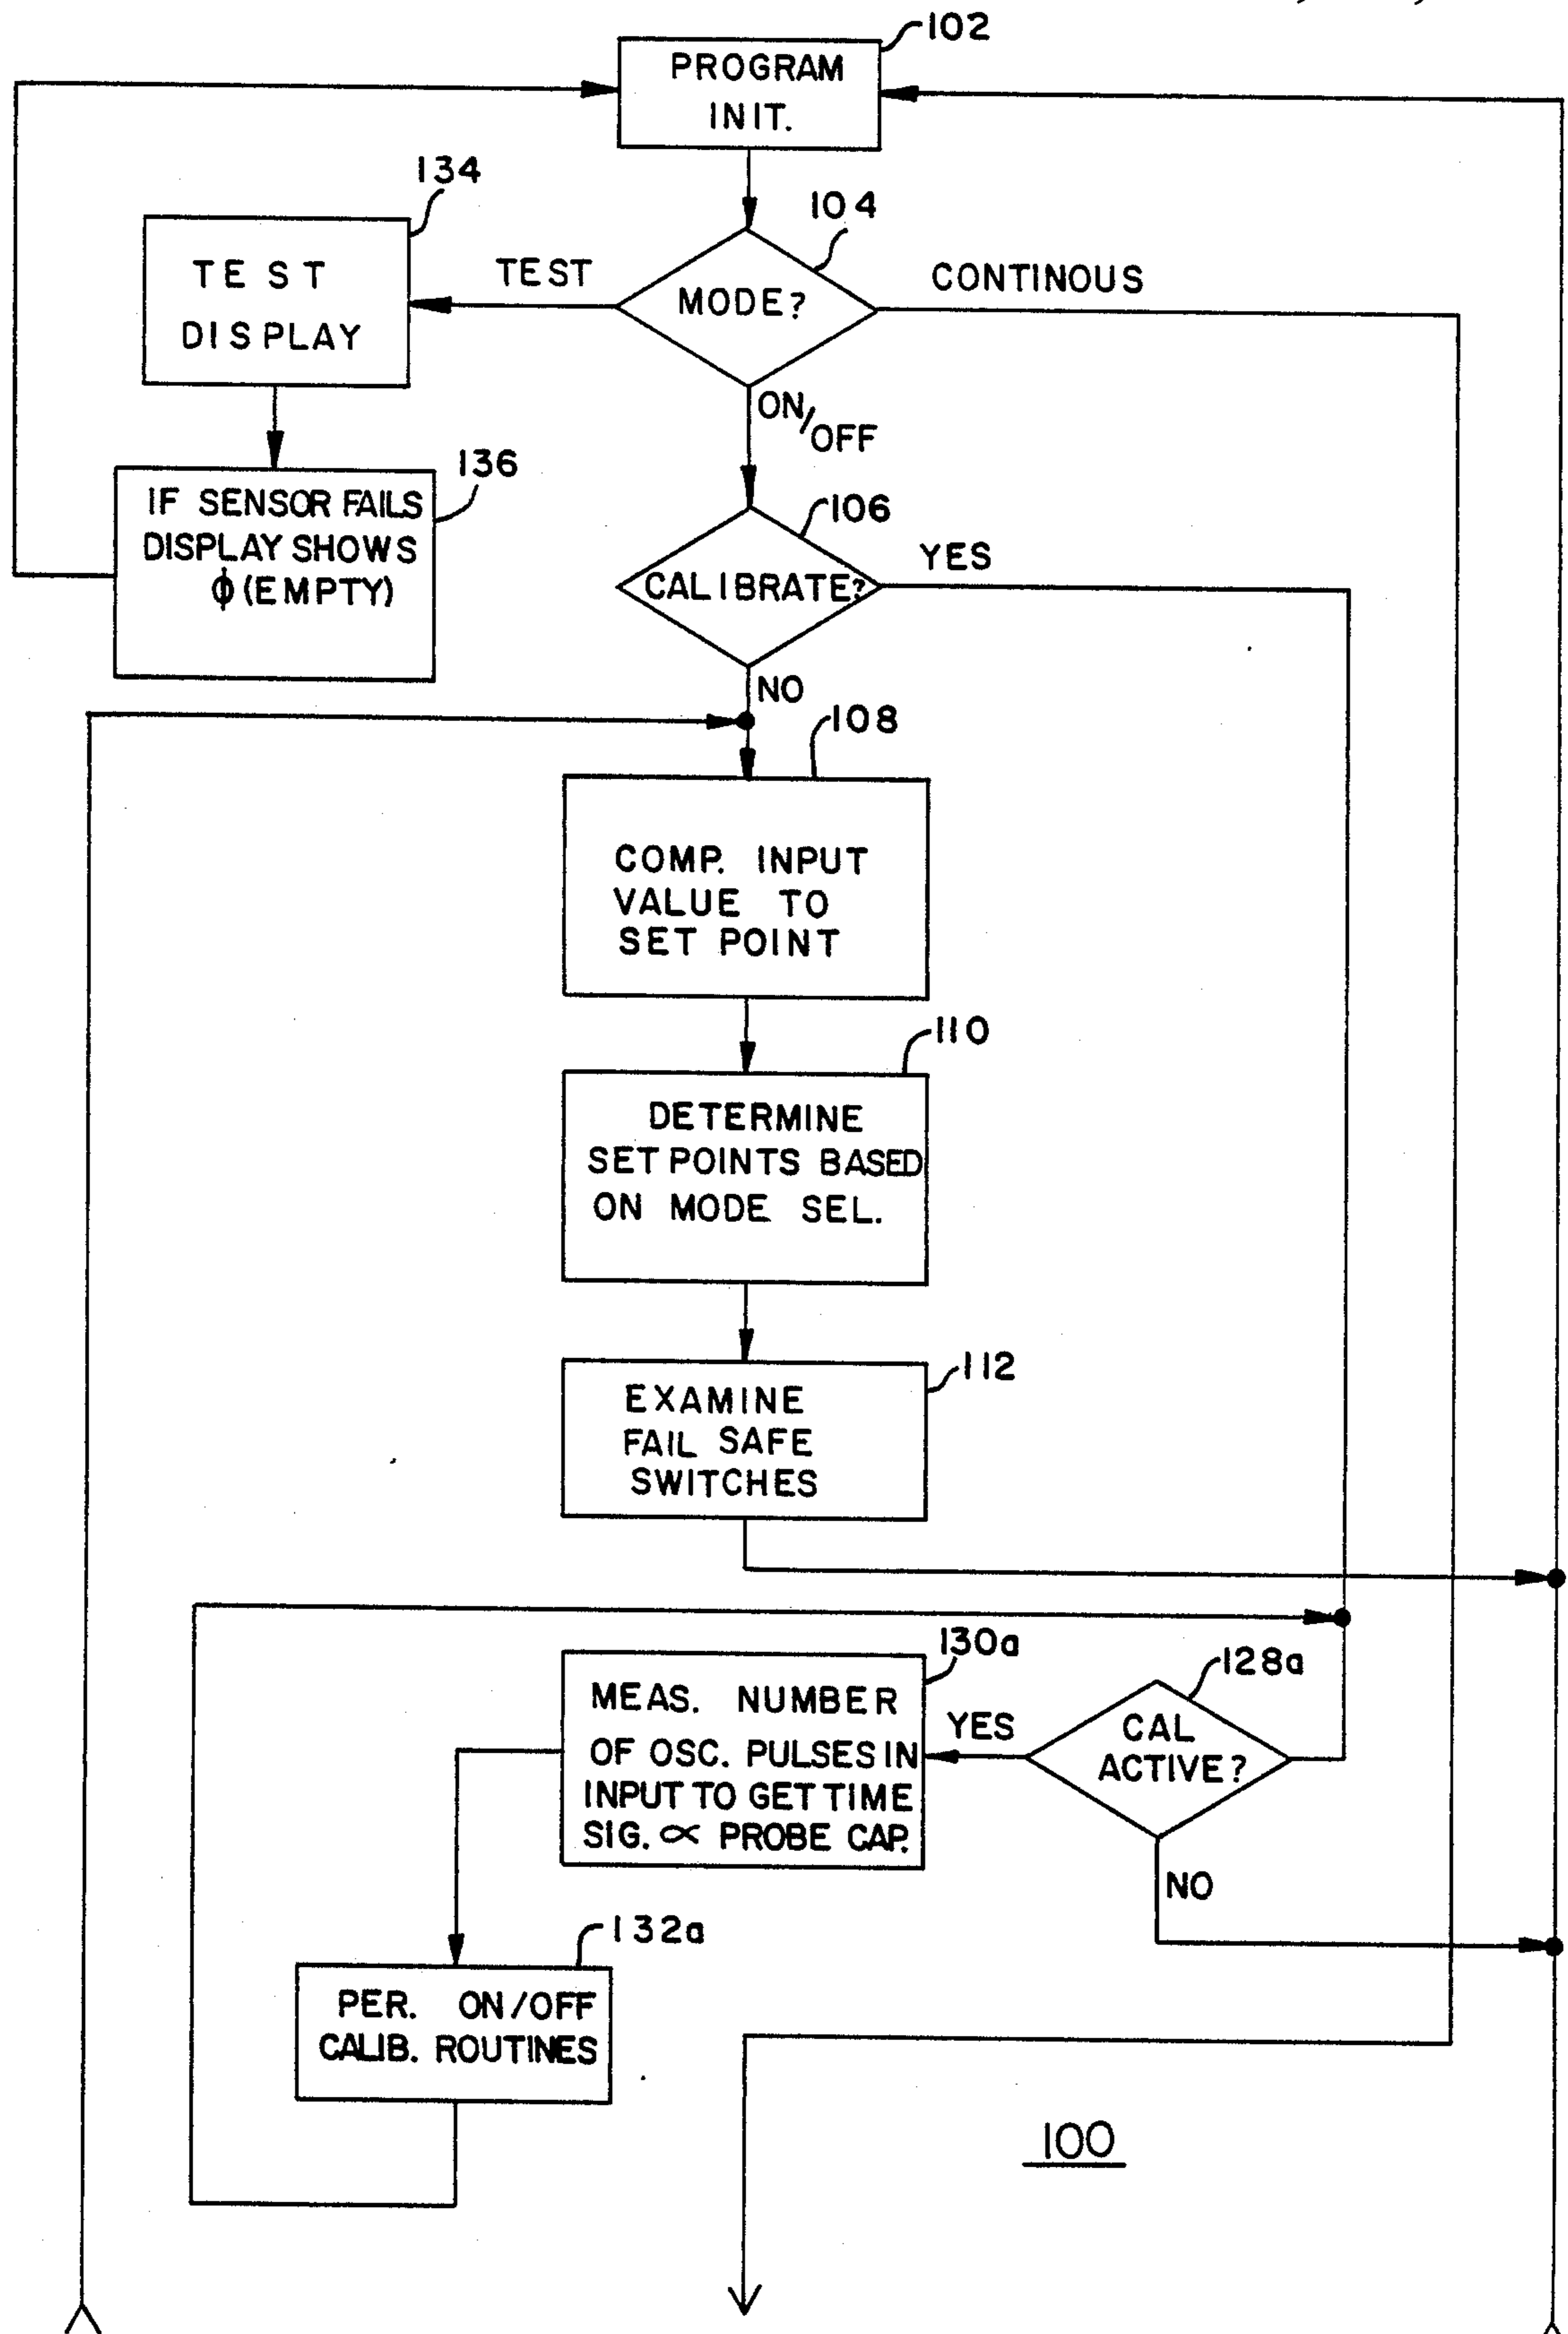 102
PROGRAM
INIT.
134
104
TEST
DISPLAY
TEST
MODE?
CONTINOUS
ON/OFF
136
IF SENSOR FAILS
DISPLAY SHOWS
ϕ (EMPTY)
106
CALIBRATE?
YES
NO
108
COMP. INPUT
VALUE TO
SET POINT
110
DETERMINE
SET POINTS BASED
ON MODE SEL.
112
EXAMINE
FAIL SAFE
SWITCHES
130a
MEAS. NUMBER
OF OSC. PULSES IN
INPUT TO GET TIME
SIG. ∝ PROBE CAP.
YES
128a
CAL
ACTIVE?
NO
132a
PER. ON/OFF
CALIB. ROUTINES
100